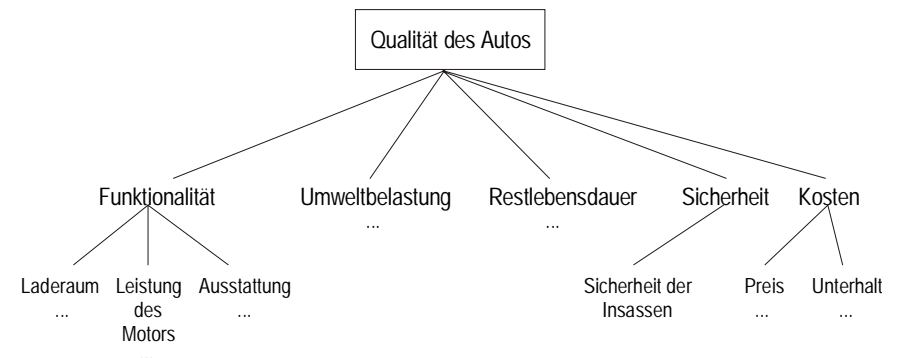 Qualität des Autos
Funktionalität Umweltbelastung Restlebensdauer Sicherheit Kosten
... ...
Laderaum Leistung Ausstattung Sicherheit der Preis Unterhalt
... des ... Insassen ... ...
Motors